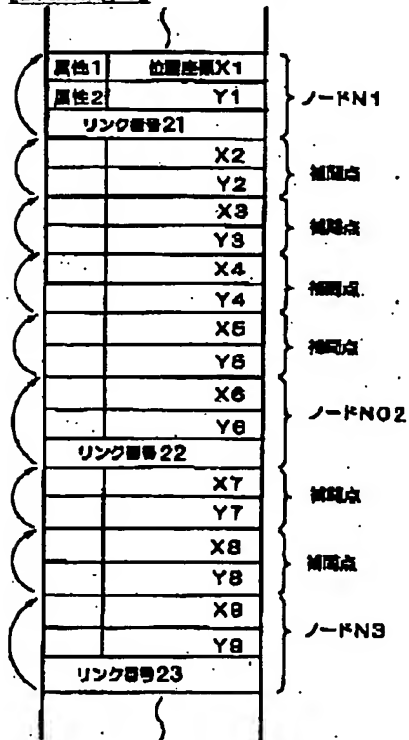 属性1 位置座標X1
属性2 Y1
リンク番号21
ノードN1
X2
Y2
補間点
X3
Y3
補間点
X4
Y4
補間点
X5
Y5
補間点
X6
Y6
リンク番号22
ノードNO2
X7
Y7
補間点
X8
Y8
補間点
X9
Y9
リンク番号23
ノードN3